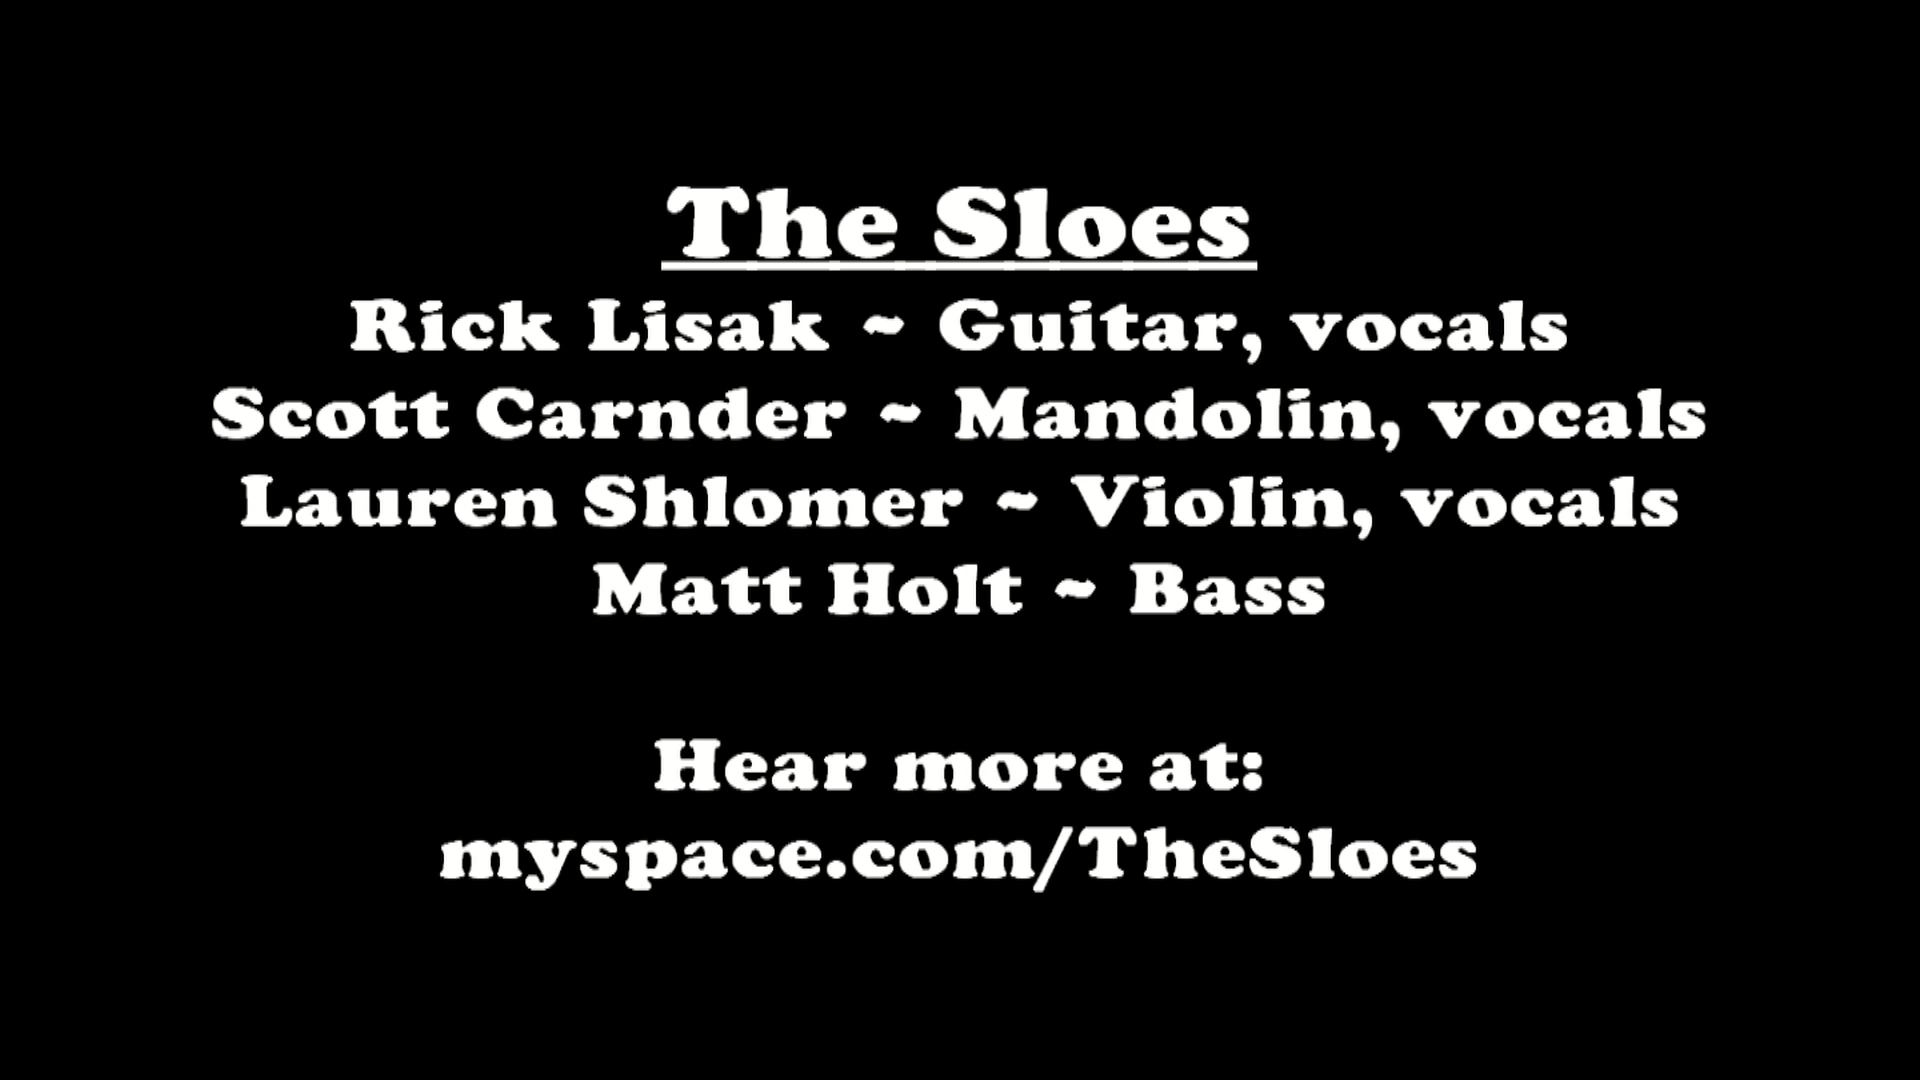 The Sloes
Rick Lisak ~ Guitar, vocals
Scott Carnder ~ Mandolin, vocals
Lauren Shlomer ~ Violin, vocals
Matt Holt ~ Bass
Hear more at:
myspace.com/TheSloes